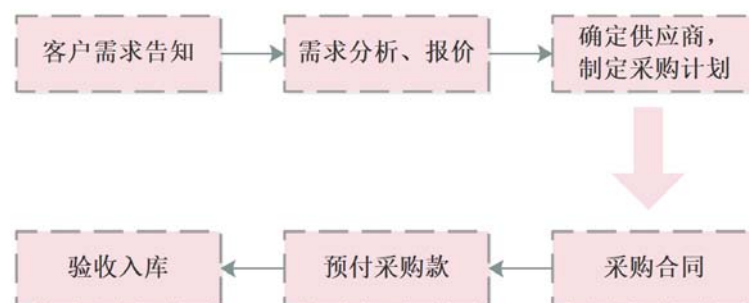 客户需求告知
需求分析、报价
确定供应商，
制定采购计划
验收入库
预付采购款
采购合同